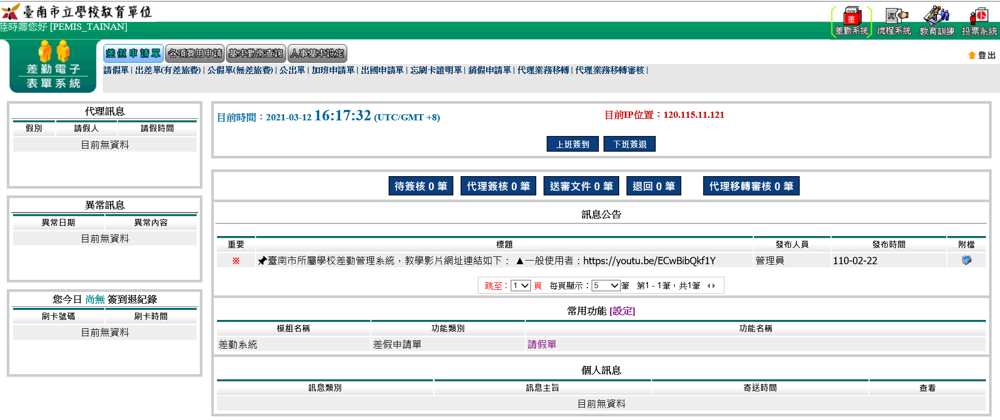 臺南市立學校教育單位
陸時卿您好 [PEMIS_TAINAN]
差勤系統 流程系統 教育訓練 投票系統
差勤電子
表單系統
差假申請單 各項費用申請 基本勤惰查詢 人事基本設定
登出
請假單 | 出差單(有差旅費) | 公假單(無差旅費) | 公出單 | 加班申請單 | 出國申請單 | 忘刷卡證明單 | 銷假申請單 | 代理業務移轉 | 代理業務移轉審核 |
代理訊息
假別 請假人 請假時間
目前無資料
異常訊息
異常日期 異常內容
目前無資料
您今日 尚無 簽到退紀錄
刷卡號碼 刷卡時間
目前無資料
目前時間：2021-03-12 16:17:32 (UTC/GMT +8)
目前IP位置：120.115.11.121
上班簽到 下班簽退
待簽核 0 筆 代理簽核 0 筆 送審文件 0 筆 退回 0 筆 代理移轉審核 0 筆
訊息公告
重要 標題 發布人員 發布時間 附檔
※ 臺南市所屬學校差勤管理系統，教學影片網址連結如下： ▲一般使用者：https://youtu.be/ECwBibQkf1Y 管理員 110-02-22
跳至：1 頁 每頁顯示：5 筆 第1 - 1筆，共1筆
常用功能 [設定]
模組名稱 功能類別 功能名稱
差勤系統 差假申請單 請假單
個人訊息
訊息類別 訊息主旨 寄送時間 查看
目前無資料